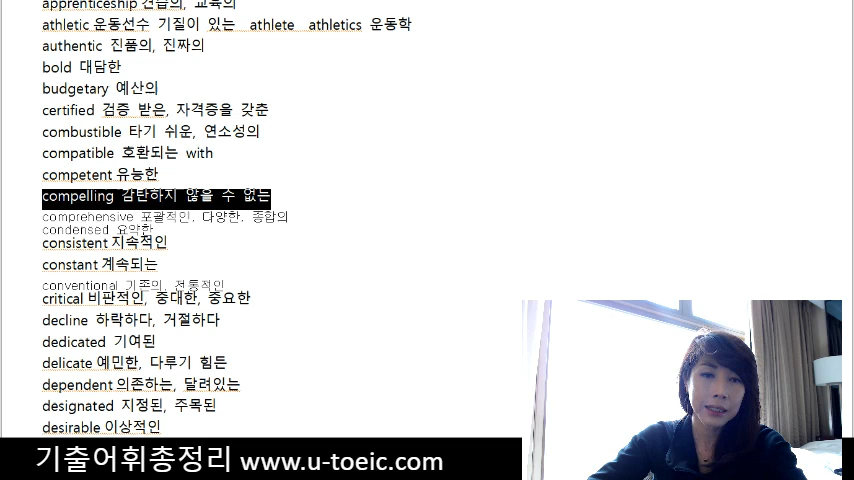 apprenticeship 견습의, 교육의
athletic 운동선수 기질이 있는 athlete athletics 운동학
authentic 진품의, 진짜의
bold 대담한
budgetary 예산의
certified 검증 받은, 자격증을 갖춘
combustible 타기 쉬운, 연소성의
compatible 호환되는 with
competent 유능한
compelling 감탄하지 않을 수 없는
comprehensive 포괄적인, 다양한, 종합의
condensed 요약한
consistent 지속적인
constant 계속되는
conventional 기존의, 전통적인
critical 비판적인, 중대한, 중요한
decline 하락하다, 거절하다
dedicated 기여된
delicate 예민한, 다루기 힘든
dependent 의존하는, 달려있는
designated 지정된, 주목된
desirable 이상적인
기출어휘총정리 www.u-toeic.com